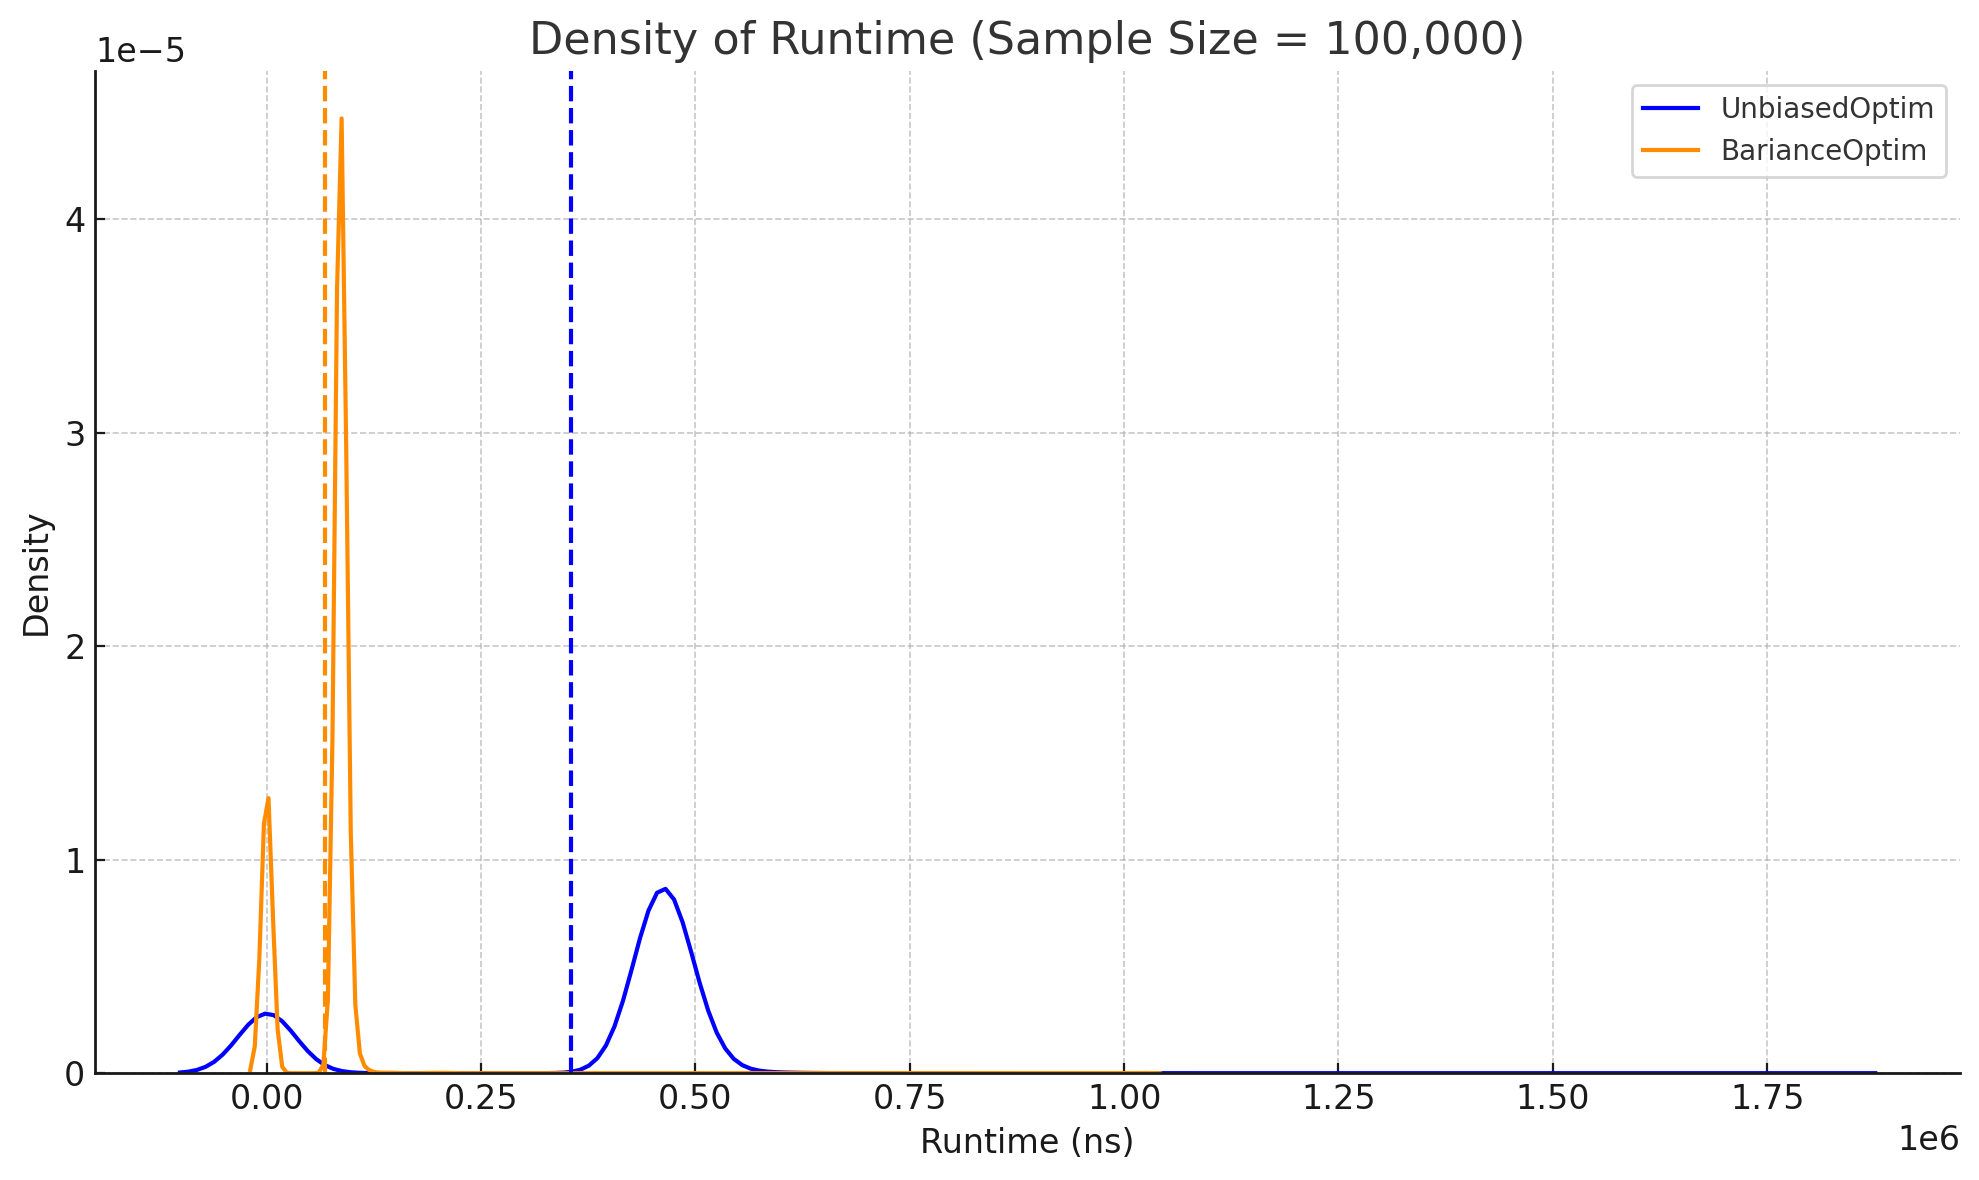 Density of Runtime (Sample Size = 100,000)
1e−5
UnbiasedOptim
BarianceOptim
4
3
2
1
0
Density
0.00 0.25 0.50 0.75 1.00 1.25 1.50 1.75
1e6
Runtime (ns)